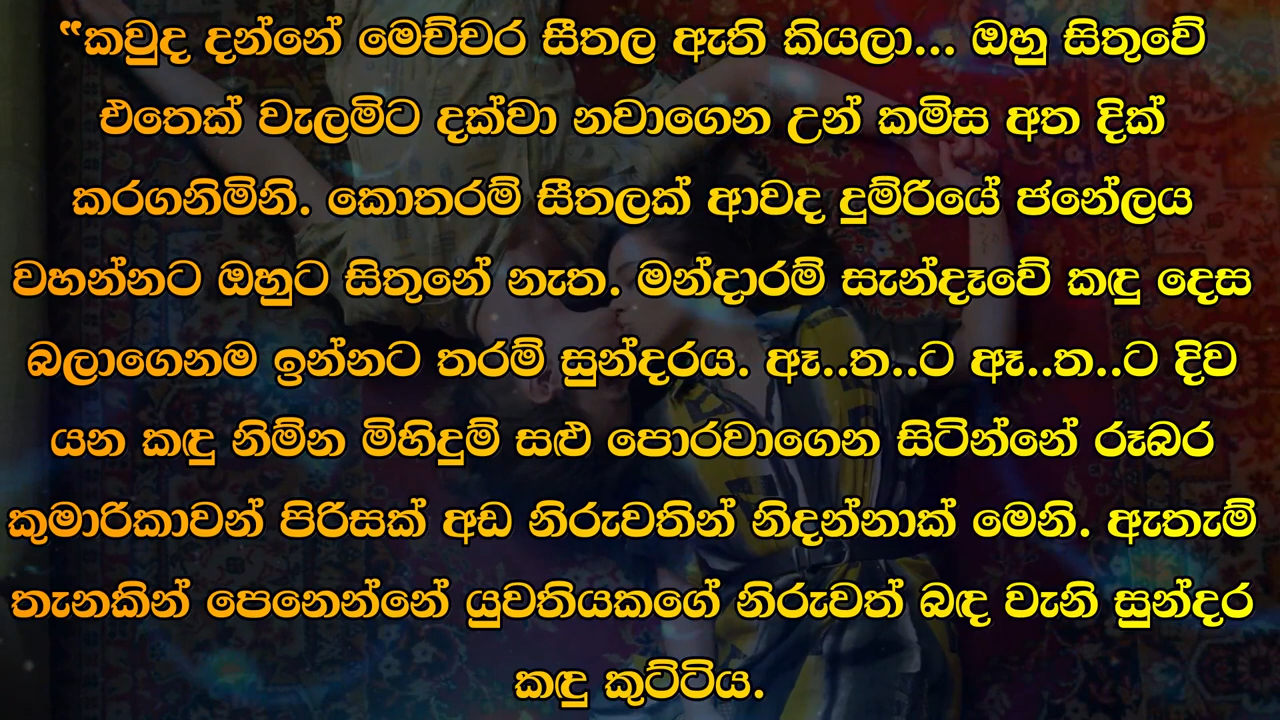 “කවුද දන්නේ මෙච්චර සීතල ඇති කියලා... ඔහු සිතුවේ
එතෙක් වැලමිට දක්වා නවාගෙන උන් කමිස අත දික්
කරගනිමිනි. කොතරම් සීතලක් ආවද දුම්රියේ ජනේලය
වහන්නට ඔහුට සිතුනේ නැත. මන්දාරම් සැන්දෑවේ කඳු දෙස
බලාගෙනම ඉන්නට තරම් සුන්දරය. ඈ..ත..ට ඈ..ත..ට දිව
යන කඳු නිම්න මිහිදුම් සළු පොරවාගෙන සිටින්නේ රූබර
කුමාරිකාවන් පිරිසක් අඩ නිරුවතින් නිදන්නාක් මෙනි. ඇතැම්
තැනකින් පෙනෙන්නේ යුවතියකගේ නිරුවත් බඳ වැනි සුන්දර
කඳු කුට්ටිය.